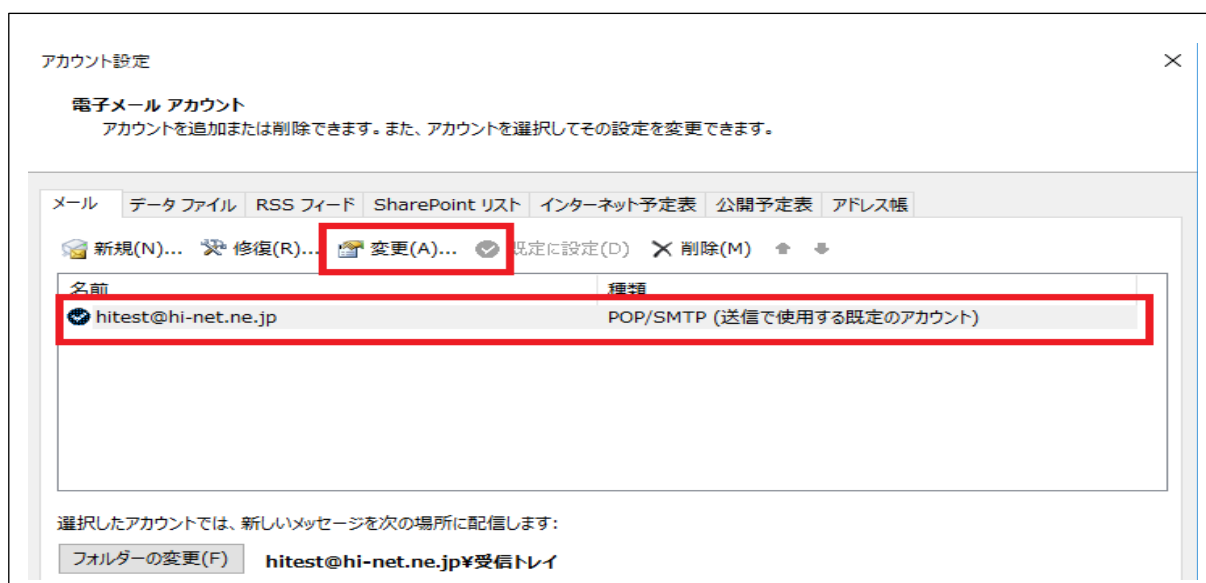 アカウント設定
電子メール アカウント
アカウントを追加または削除できます。また、アカウントを選択してその設定を変更できます。
メール データ ファイル RSS フィード SharePoint リスト インターネット予定表 公開予定表 アドレス帳
新規(N)... 修復(R)... 変更(A)... 既定に設定(D) 削除(M)
名前 種類
hitest@hi-net.ne.jp POP/SMTP (送信で使用する既定のアカウント)
選択したアカウントでは、新しいメッセージを次の場所に配信します:
フォルダーの変更(F) hitest@hi-net.ne.jp¥受信トレイ